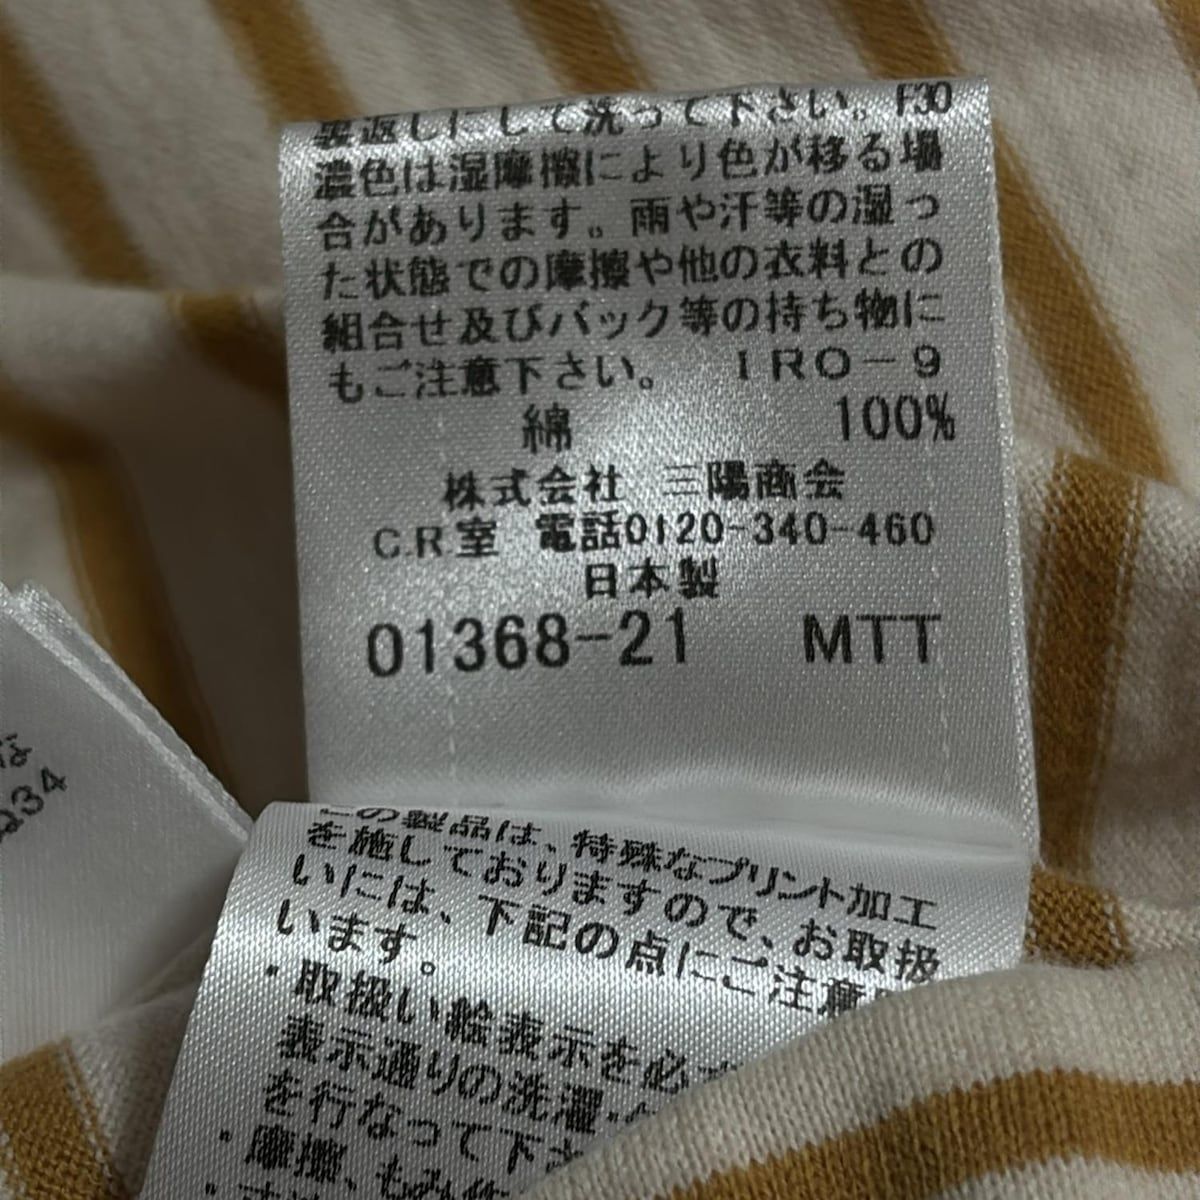 裏返しにして洗って下さい。F30
濃色は湿摩擦により色が移る場
合があります。雨や汗等の湿っ
た状態での摩擦や他の衣料との
組合せ及びバック等の持ち物に
もご注意下さい。 IRO-9
綿 100%
株式会社 三陽商会
C.R.室 電話0120-340-460
日本製
01368-21 MTT
な
234
この製品は、特殊なプリント加工
を施しておりますので、お取扱
いには、下記の点にご注意
います。
・取扱い絵表示を必
表示通りの洗濯・
を行なって下さ
・摩擦、もみ